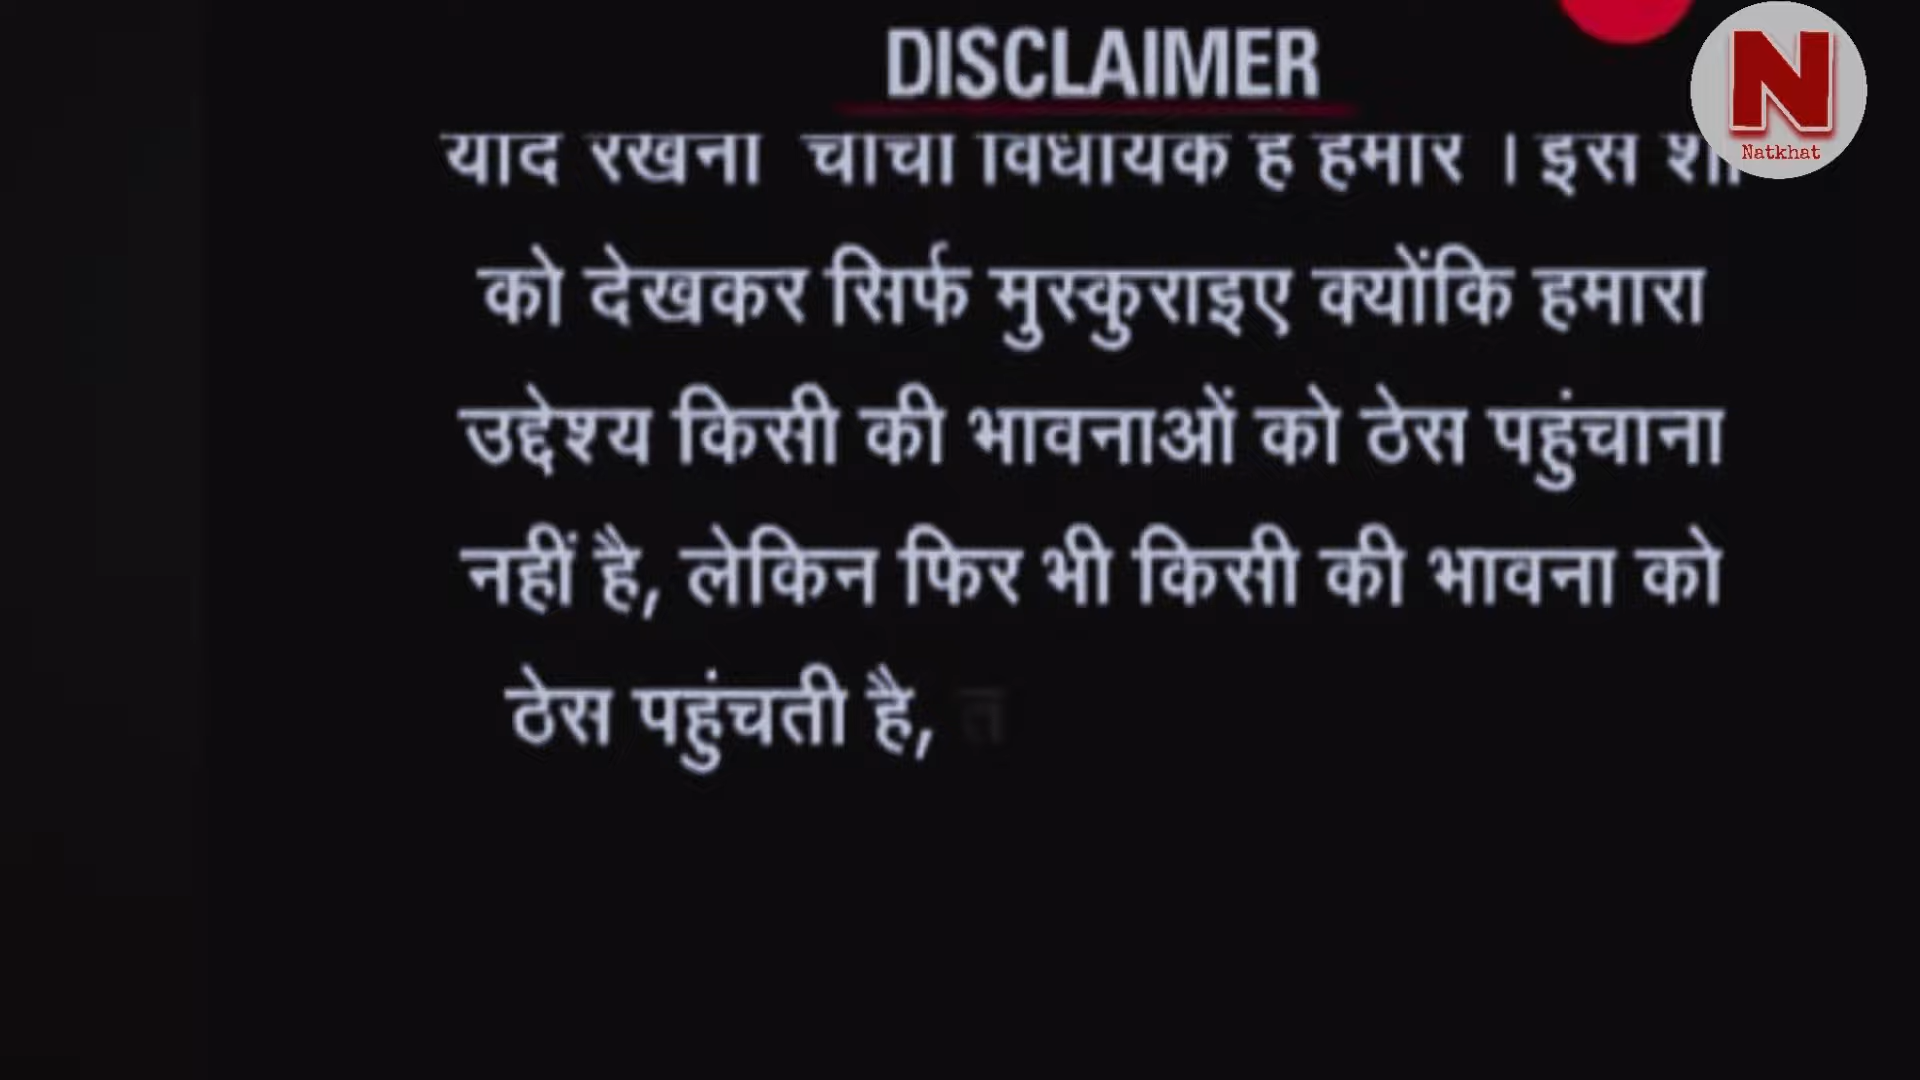 DISCLAIMER
याद रखना चाचा विधायक है हमारे । इस शो
को देखकर सिर्फ मुस्कुराइए क्योंकि हमारा
उद्देश्य किसी की भावनाओं को ठेस पहुंचाना
नहीं है, लेकिन फिर भी किसी की भावना को
ठेस पहुंचती है, त
N
Natkhat